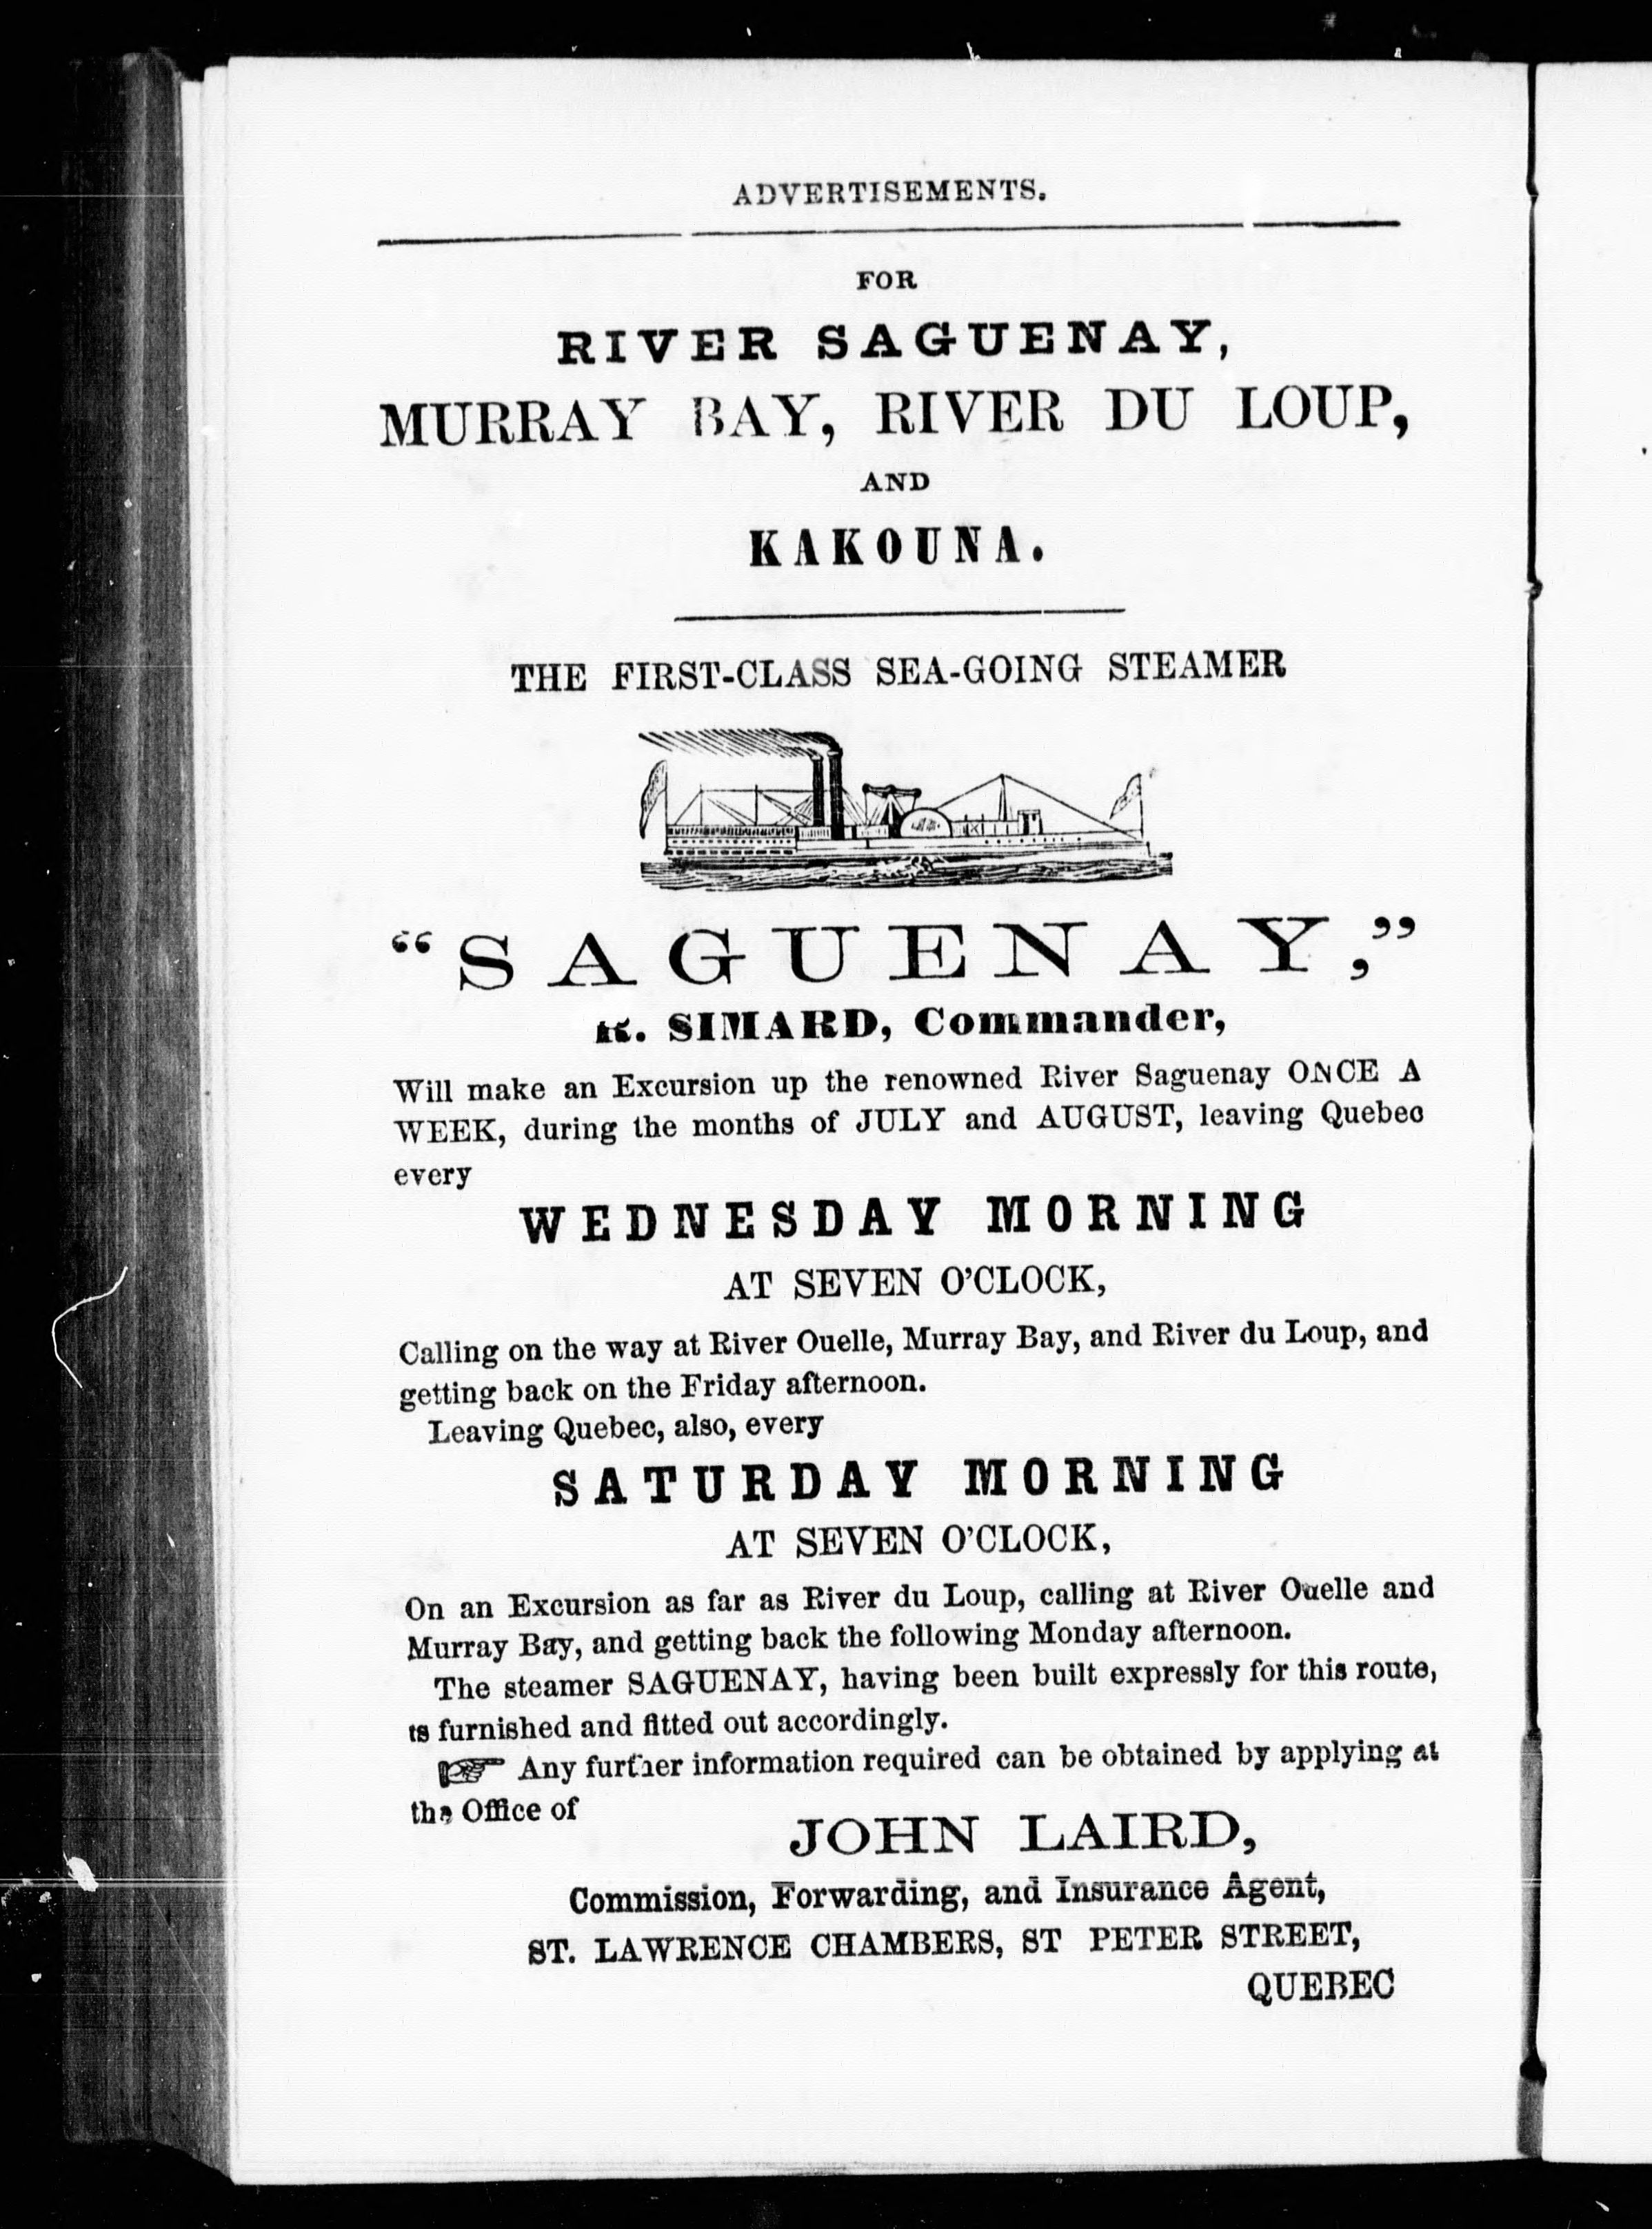 ADVERTISEMENTS.
FOR
RIVER SAGUENAY,
MURRAY BAY, RIVER DU LOUP,
AND
KAKOUNA.
THE FIRST-CLASS SEA-GOING STEAMER
“SAGUENAY,”
SIMARD, Commander,
Will make an Excursion up the renowned River Saguenay ONCE A
WEEK, during the months of JULY and AUGUST, leaving Quebec
every
WEDNESDAY MORNING
AT SEVEN O'CLOCK,
Calling on the way at River Ouelle, Murray Bay, and River du Loup, and
getting back on the Friday afternoon.
Leaving Quebec, also, every
SATURDAY MORNING
AT SEVEN O'CLOCK,
On an Excursion as far as River du Loup, calling at River Ouelle and
Murray Bay, and getting back the following Monday afternoon.
The steamer SAGUENAY, having been built expressly for this route,
is furnished and fitted out accordingly.
☞ Any further information required can be obtained by applying at
the Office of
JOHN LAIRD,
Commission, Forwarding, and Insurance Agent,
ST. LAWRENCE CHAMBERS, ST PETER STREET,
QUEBEC